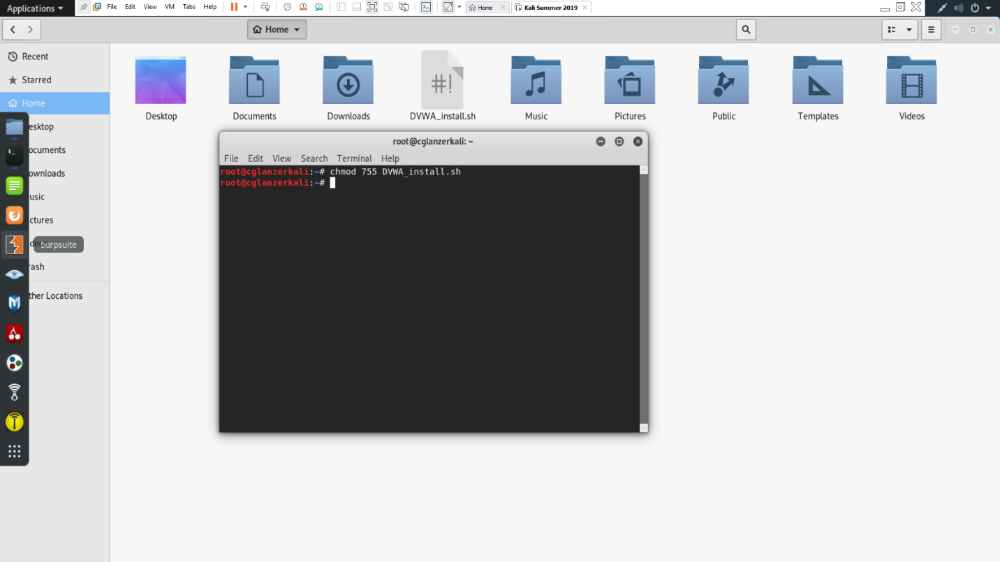 Applications
File Edit View VM Tabs Help
Home
Kali Summer 2019
Home
Recent
Starred
Home
esktop
ocuments
ownloads
usic
ctures
burpsuite
rash
ther Locations
Desktop
Documents
Downloads
#!
DVWA_install.sh
Music
Pictures
Public
Templates
Videos
root@cglanzerkali: ~
File Edit View Search Terminal Help
root@cglanzerkali:~# chmod 755 DVWA_install.sh
root@cglanzerkali:~#